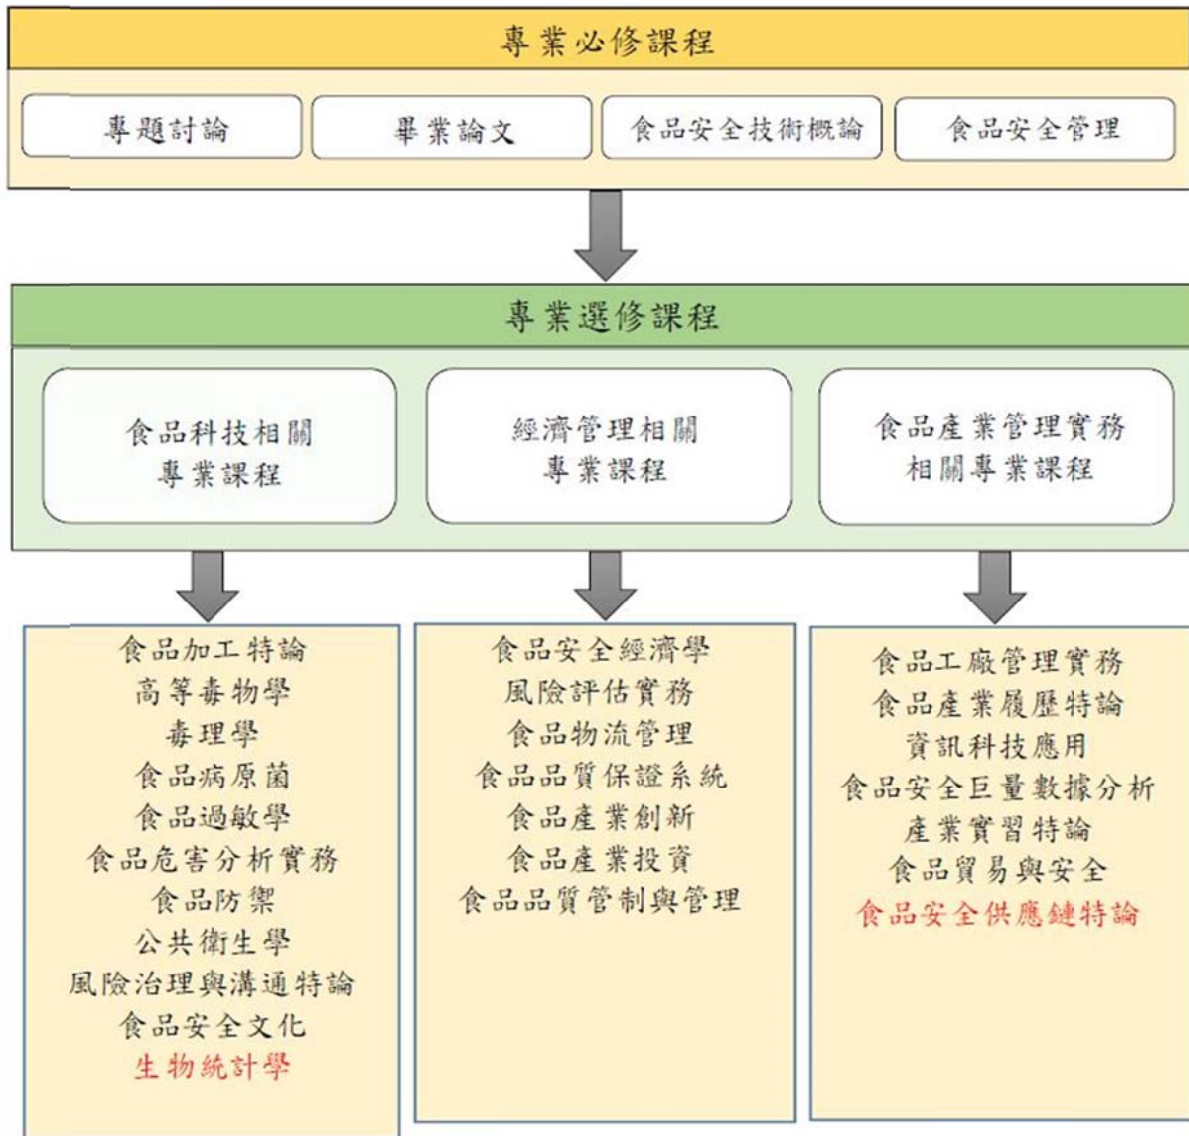 專業必修課程
專題討論
畢業論文
食品安全技術概論
食品安全管理
專業選修課程
食品科技相關
專業課程
經濟管理相關
專業課程
食品產業管理實務
相關專業課程
食品加工特論
高等毒物學
毒理學
食品病原菌
食品過敏學
食品危害分析實務
食品防禦
公共衛生學
風險治理與溝通特論
食品安全文化
生物統計學
食品安全經濟學
風險評估實務
食品物流管理
食品品質保證系統
食品產業創新
食品產業投資
食品品質管制與管理
食品工廠管理實務
食品產業履歷特論
資訊科技應用
食品安全巨量數據分析
產業實習特論
食品貿易與安全
食品安全供應鏈特論